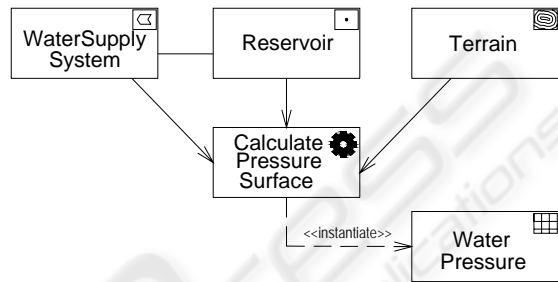 WaterSupply
System
Reservoir
Terrain
Calculate
Pressure
Surface
<<instantiate>>
Water
Pressure